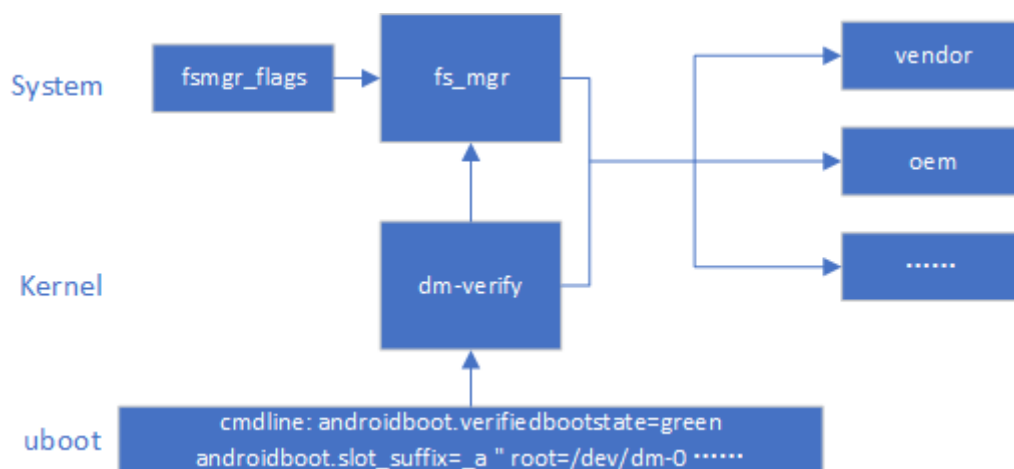 System
fsmgr_flags
fs_mgr
vendor
oem
······
Kernel
dm-verify
uboot
cmdline: androidboot.verifiedbootstate=green
androidboot.slot_suffix=_a " root=/dev/dm-0 ······